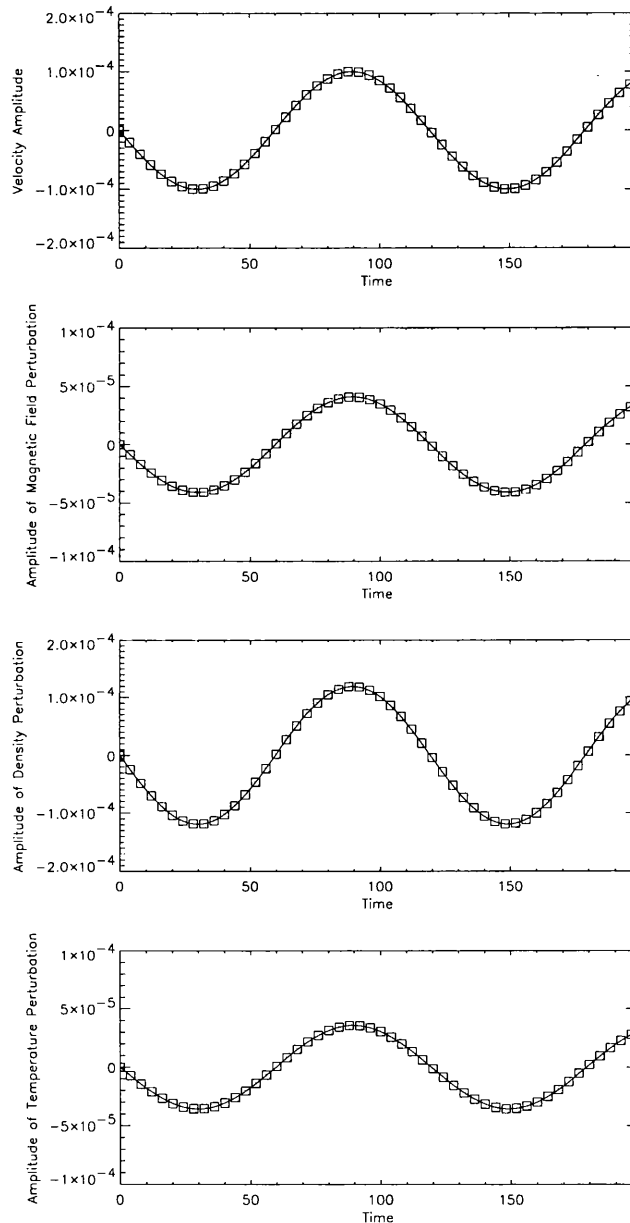 2.0×10−4
1.0×10−4
0
−1.0×10−4
−2.0×10−4
Velocity Amplitude
0 50 100 150
Time
1×10−4
5×10−5
0
−5×10−5
−1×10−4
Amplitude of Magnetic Field Perturbation
0 50 100 150
Time
2.0×10−4
1.0×10−4
0
−1.0×10−4
−2.0×10−4
Amplitude of Density Perturbation
0 50 100 150
Time
1×10−4
5×10−5
0
−5×10−5
−1×10−4
Amplitude of Temperature Perturbation
0 50 100 150
Time